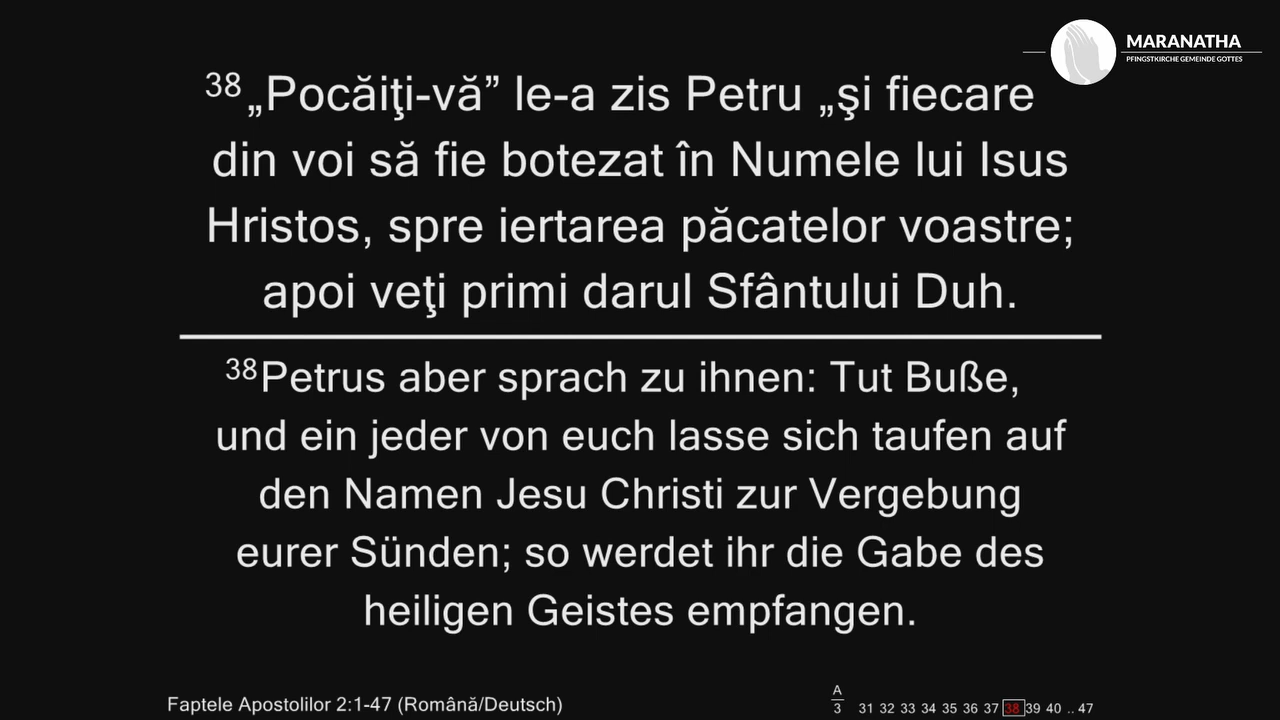 MARANATHA
PFINGSTKIRCHE GEMEINDE GOTTES
38„Pocăiţi-vă” le-a zis Petru „şi fiecare
din voi să fie botezat în Numele lui Isus
Hristos, spre iertarea păcatelor voastre;
apoi veţi primi darul Sfântului Duh.
38Petrus aber sprach zu ihnen: Tut Buße,
und ein jeder von euch lasse sich taufen auf
den Namen Jesu Christi zur Vergebung
eurer Sünden; so werdet ihr die Gabe des
heiligen Geistes empfangen.
Faptele Apostolilor 2:1-47 (Română/Deutsch)
A
3 31 32 33 34 35 36 37 38 39 40 .. 47